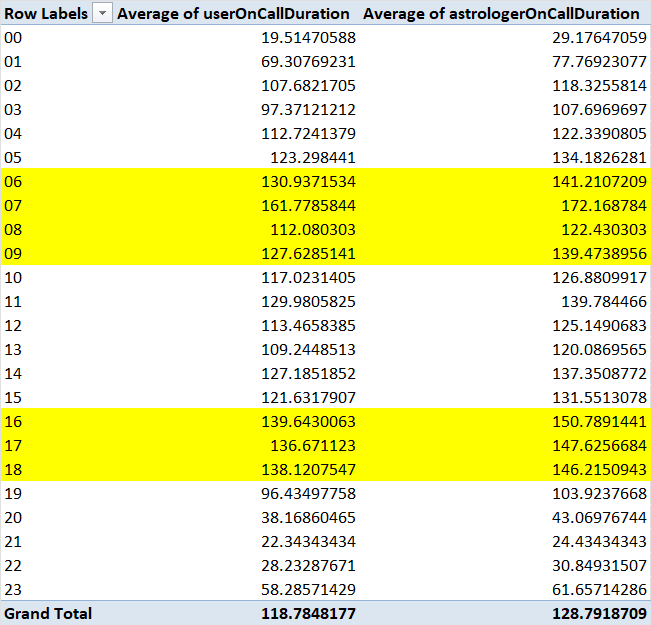 Row Labels Average of userOnCallDuration Average of astrologerOnCallDuration
00 19.51470588 29.17647059
01 69.30769231 77.76923077
02 107.6821705 118.3255814
03 97.37121212 107.6969697
04 112.7241379 122.3390805
05 123.298441 134.1826281
06 130.9371534 141.2107209
07 161.7785844 172.168784
08 112.080303 122.430303
09 127.6285141 139.4738956
10 117.0231405 126.8809917
11 129.9805825 139.784466
12 113.4658385 125.1490683
13 109.2448513 120.0869565
14 127.1851852 137.3508772
15 121.6317907 131.5513078
16 139.6430063 150.7891441
17 136.671123 147.6256684
18 138.1207547 146.2150943
19 96.43497758 103.9237668
20 38.16860465 43.06976744
21 22.34343434 24.43434343
22 28.23287671 30.84931507
23 58.28571429 61.65714286
Grand Total 118.7848177 128.7918709